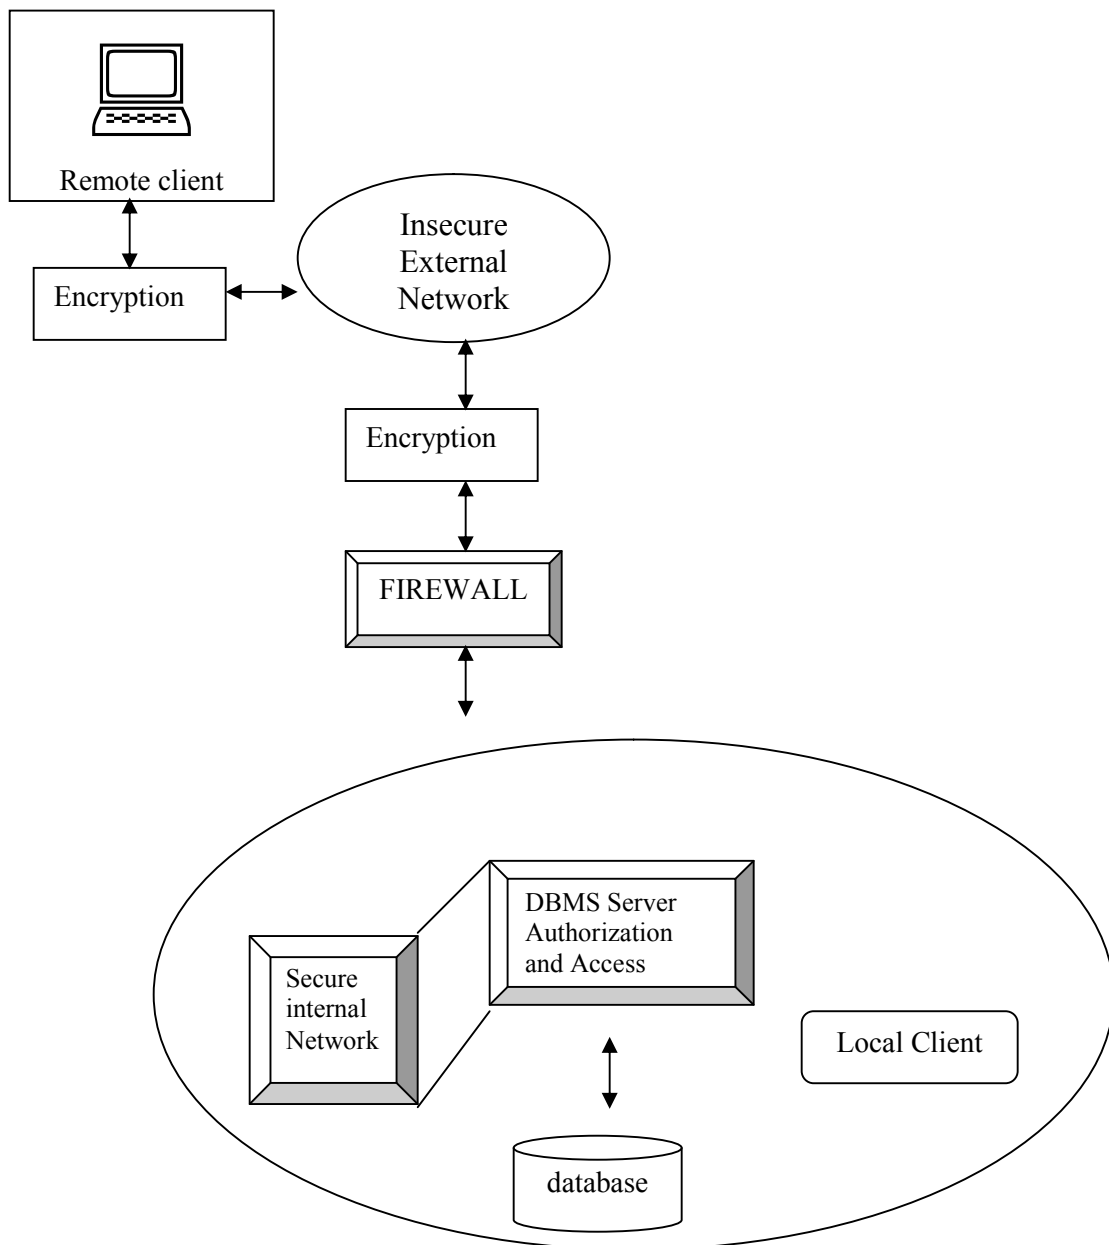 Remote client
Insecure
External
Network
Encryption
Encryption
FIREWALL
DBMS Server
Authorization
and Access
Secure
internal
Network
Local Client
database